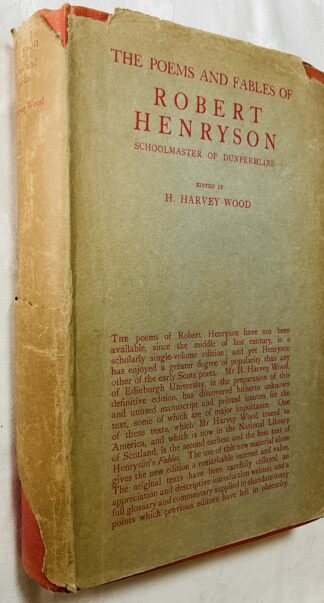 and
Wood
THE POEMS AND FABLES OF
ROBERT
HENRYSON
SCHOOLMASTER OF DUNFERMLINE
EDITED BY
H. HARVEY WOOD
THE poems of Robert Henryson have not been
available, since the middle of last century, in a
scholarly single-volume edition; and yet Henryson
has enjoyed a greater degree of popularity than any
other of the early Scots poets. Mr H. Harvey Wood,
of Edinburgh University, in the preparation of this
definitive edition, has discovered hitherto unknown
and unused manuscript and printed sources for the
text, some of which are of major importance. One
of these texts, which Mr Harvey Wood traced to
America, and which is now in the National Library
of Scotland, is the second earliest and the best text of
Henryson's Fables. The use of this new material alone
gives the new edition a remarkable interest and value.
The original texts have been carefully collated, an
appreciation and descriptive introduction written, and a
full glossary and commentary supplied to elucidate many
points which previous editors have left in obscurity.